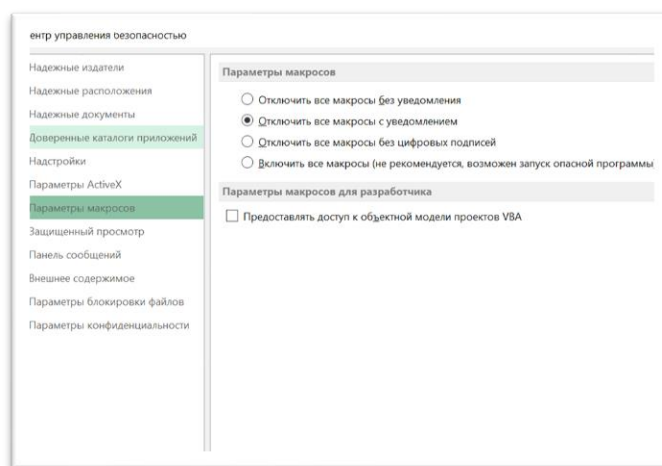 ентр управления безопасностью
Надежные издатели
Надежные расположения
Надежные документы
Доверенные каталоги приложений
Надстройки
Параметры ActiveX
Параметры макросов
Защищенный просмотр
Панель сообщений
Внешнее содержимое
Параметры блокировки файлов
Параметры конфиденциальности
Параметры макросов
Отключить все макросы без уведомления
Отключить все макросы с уведомлением
Отключить все макросы без цифровых подписей
Включить все макросы (не рекомендуется, возможен запуск опасной программы
Параметры макросов для разработчика
Предоставлять доступ к объектной модели проектов VBA